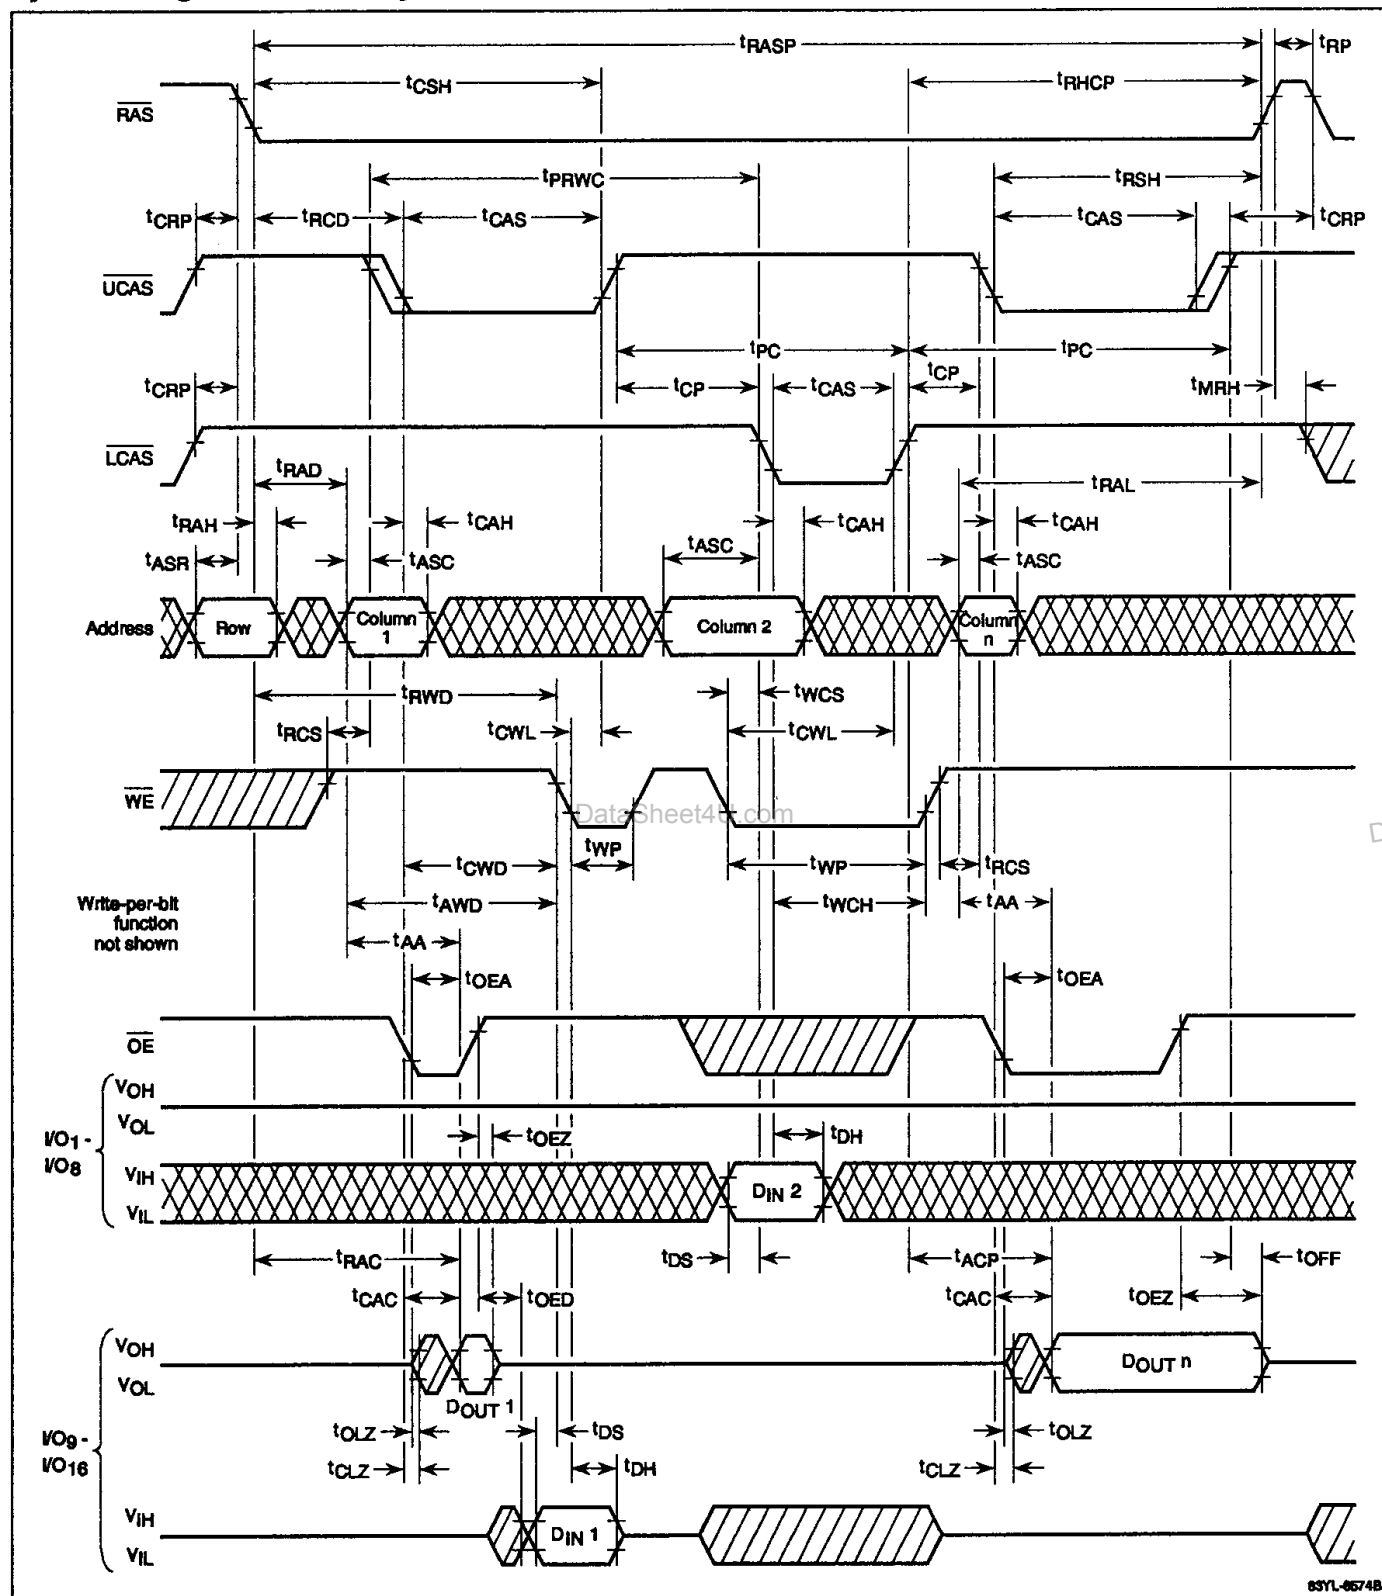 tRASP
tRP
tCSH
tRHCP
RAS
tPRWC
tRSH
tCRP
tRCD
tCAS
tCAS
tCRP
UCAS
tPC
tPC
tCRP
tCP
tCAS
tCP
tMRH
LCAS
tRAD
tRAL
tRAH
tCAH
tCAH
tCAH
tASR
tASC
tASC
tASC
Address
Row
Column 1
Column 2
Column n
tRWD
tWCS
tRCS
tCWL
tCWL
WE
DataSheet4U.com
D
tCWD
tWP
tWP
tRCS
Write-per-bit
function
not shown
tAWD
tWCH
tAA
tAA
tOEA
tOEA
OE
VOH
VOL
I/O1 -
I/O8
tOEZ
tDH
VIH
DIN 2
VIL
tRAC
tDS
tACP
tOFF
tCAC
tOED
tCAC
tOEZ
VOH
DOUT n
VOL
DOUT 1
I/O9 -
I/O16
tOLZ
tDS
tOLZ
tCLZ
tDH
tCLZ
VIH
DIN 1
VIL
83YL-6574B